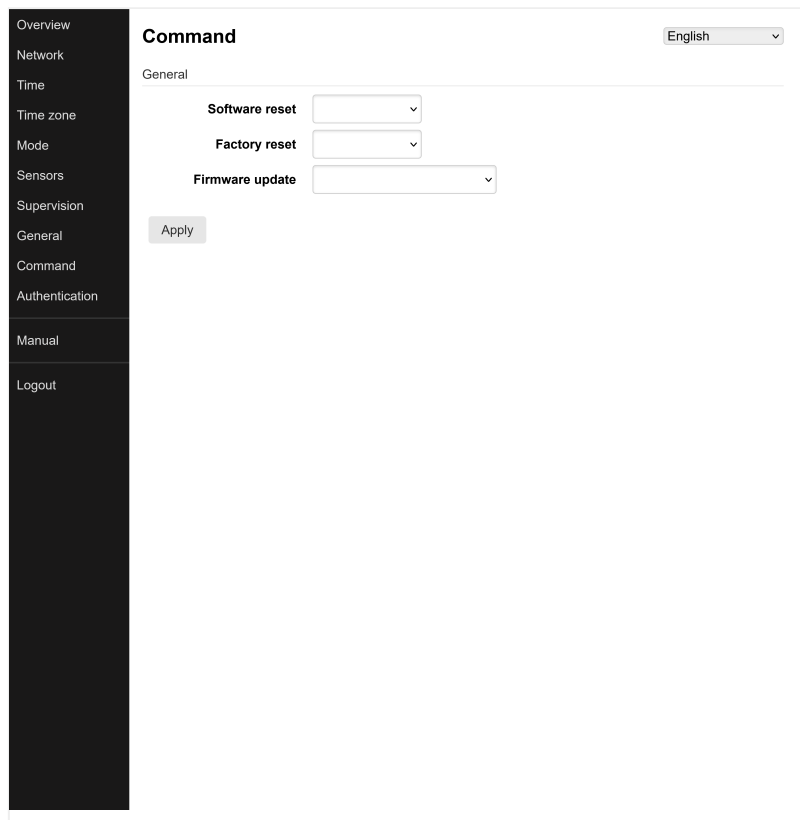 Overview
Network
Time
Time zone
Mode
Sensors
Supervision
General
Command
Authentication
Manual
Logout
Command
English
General
Software reset
Factory reset
Firmware update
Apply